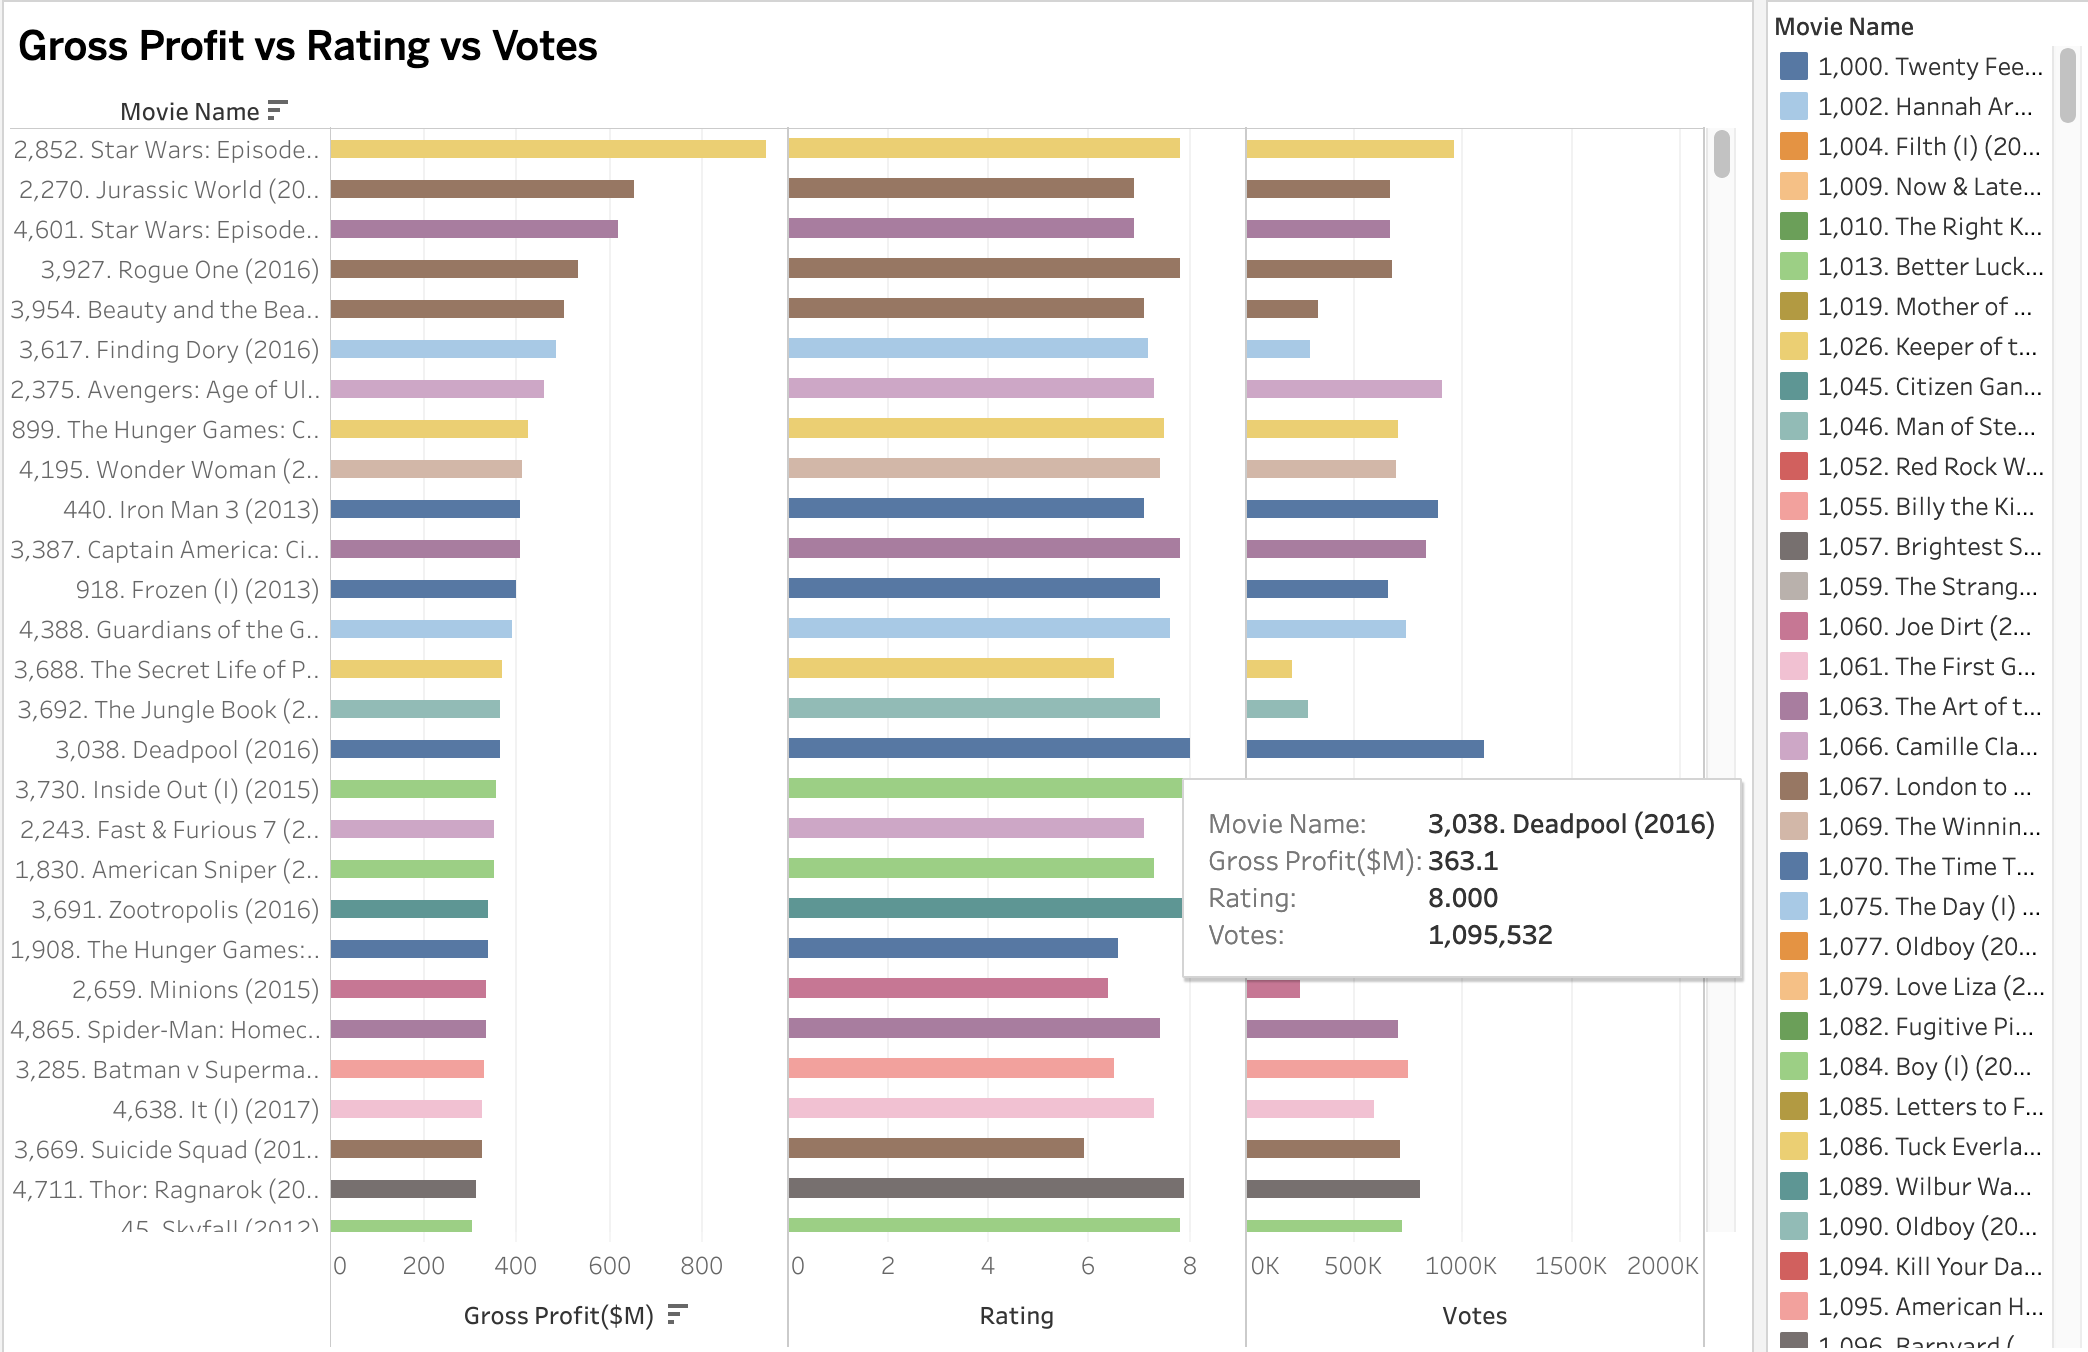 Gross Profit vs Rating vs Votes
Movie Name
2,852. Star Wars: Episode..
2,270. Jurassic World (20..
4,601. Star Wars: Episode..
3,927. Rogue One (2016)
3,954. Beauty and the Bea..
3,617. Finding Dory (2016)
2,375. Avengers: Age of Ul..
899. The Hunger Games: C..
4,195. Wonder Woman (2..
440. Iron Man 3 (2013)
3,387. Captain America: Ci..
918. Frozen (I) (2013)
4,388. Guardians of the G..
3,688. The Secret Life of P..
3,692. The Jungle Book (2..
3,038. Deadpool (2016)
3,730. Inside Out (I) (2015)
2,243. Fast & Furious 7 (2..
1,830. American Sniper (2..
3,691. Zootropolis (2016)
1,908. The Hunger Games:..
2,659. Minions (2015)
4,865. Spider-Man: Homec..
3,285. Batman v Superma..
4,638. It (I) (2017)
3,669. Suicide Squad (201..
4,711. Thor: Ragnarok (20..
45. Skyfall (2012)
0 200 400 600 800
Gross Profit($M)
0 2 4 6 8
Rating
0K 500K 1000K 1500K 2000K
Votes
Movie Name: 3,038. Deadpool (2016)
Gross Profit($M): 363.1
Rating: 8.000
Votes: 1,095,532
Movie Name
1,000. Twenty Fee...
1,002. Hannah Ar...
1,004. Filth (I) (20...
1,009. Now & Late...
1,010. The Right K...
1,013. Better Luck...
1,019. Mother of ...
1,026. Keeper of t...
1,045. Citizen Gan...
1,046. Man of Ste...
1,052. Red Rock W...
1,055. Billy the Ki...
1,057. Brightest S...
1,059. The Strang...
1,060. Joe Dirt (2...
1,061. The First G...
1,063. The Art of t...
1,066. Camille Cla...
1,067. London to ...
1,069. The Winnin...
1,070. The Time T...
1,075. The Day (I) ...
1,077. Oldboy (20...
1,079. Love Liza (2...
1,082. Fugitive Pi...
1,084. Boy (I) (20...
1,085. Letters to F...
1,086. Tuck Everla...
1,089. Wilbur Wa...
1,090. Oldboy (20...
1,094. Kill Your Da...
1,095. American H...
1,096. Barnyard (...